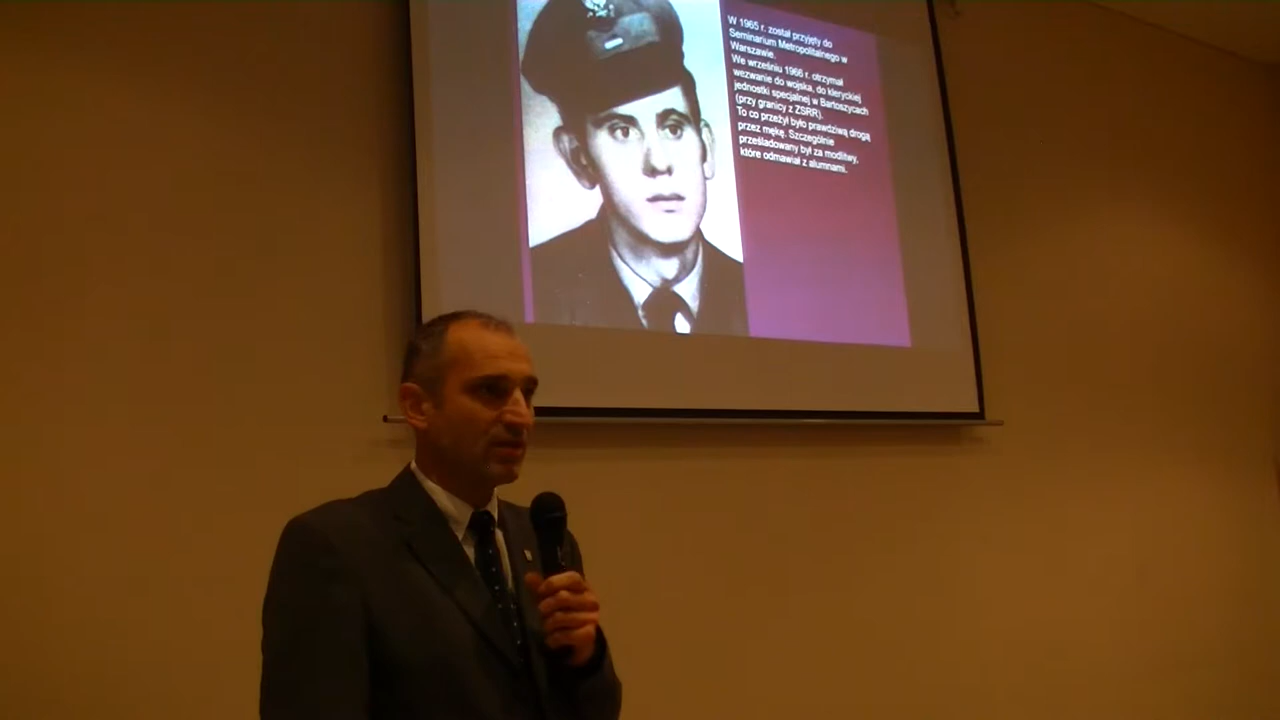 W 1965 r. został przyjęty do
Seminarium Metropolitalnego w
Warszawie.
We wrześniu 1966 r. otrzymał
wezwanie do wojska, do kleryckiej
jednostki specjalnej w Bartoszycach
(przy granicy z ZSRR).
To co przeżył było prawdziwą drogą
przez mękę. Szczególnie
prześladowany był za modlitwy,
które odmawiał z alumnami.